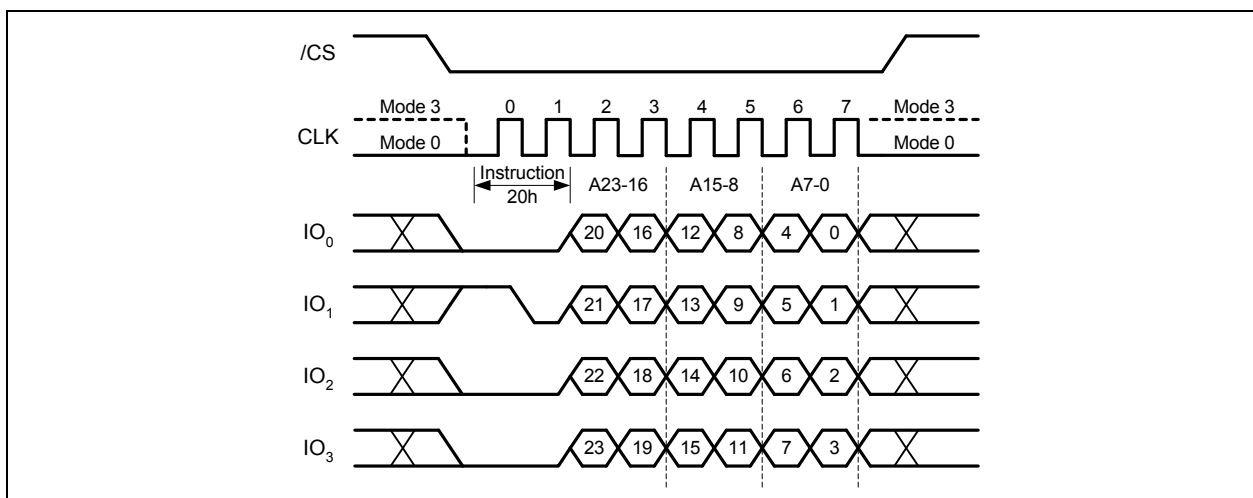 /CS
Mode 3 0 1 2 3 4 5 6 7 Mode 3
CLK
Mode 0 Mode 0
Instruction
20h
A23-16 A15-8 A7-0
IO0 20 16 12 8 4 0
IO1 21 17 13 9 5 1
IO2 22 18 14 10 6 2
IO3 23 19 15 11 7 3